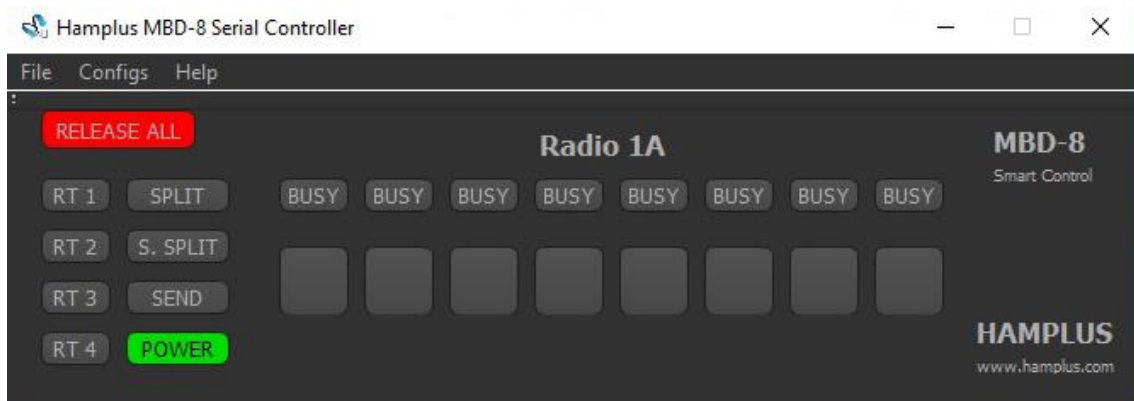 Hamplus MBD-8 Serial Controller
File Configs Help
:
RELEASE ALL
Radio 1A
MBD-8
Smart Control
RT 1 SPLIT BUSY BUSY BUSY BUSY BUSY BUSY BUSY BUSY
RT 2 S. SPLIT
RT 3 SEND
RT 4 POWER
HAMPLUS
www.hamplus.com